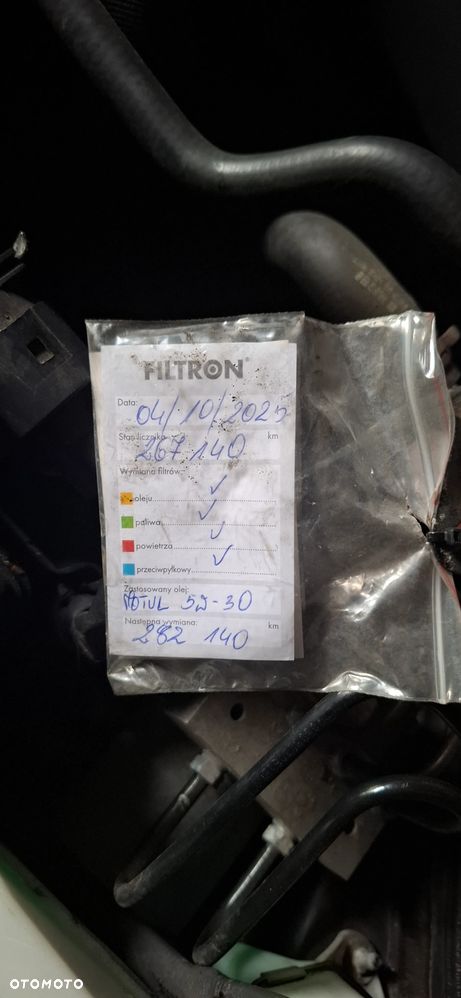 FILTRON®
Data: 04/10/2025
Stan licznika: 267 140 km
Wymiana filtrów:
oleju ✓
paliwa ✓
powietrza ✓
przeciwpyłkowy ✓
Zastosowany olej:
MOTUL 5W-30
Następna wymiana: km
282 140
OTOMOTO